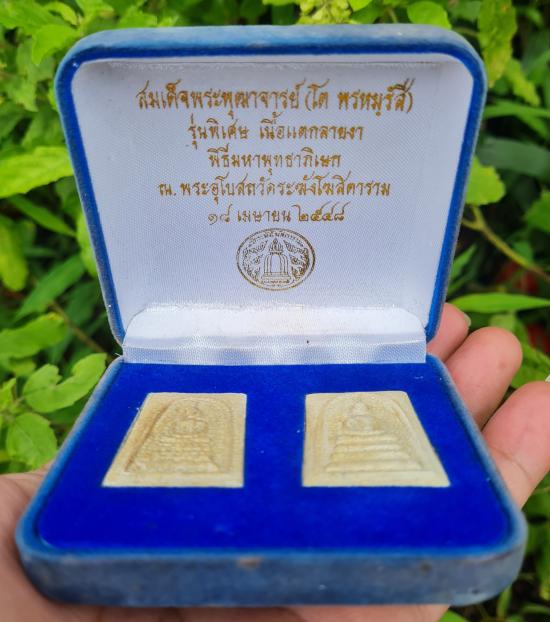 สมเด็จพระพุฒาจารย์ (โต พรหมรํสี)
รุ่นพิเศษ เนื้อแตกลายงา
พิธีมหาพุทธาภิเษก
ณ.พระอุโบสถวัดระฆังโฆสิตาราม
๑๘ เมษายน ๒๕๔๘